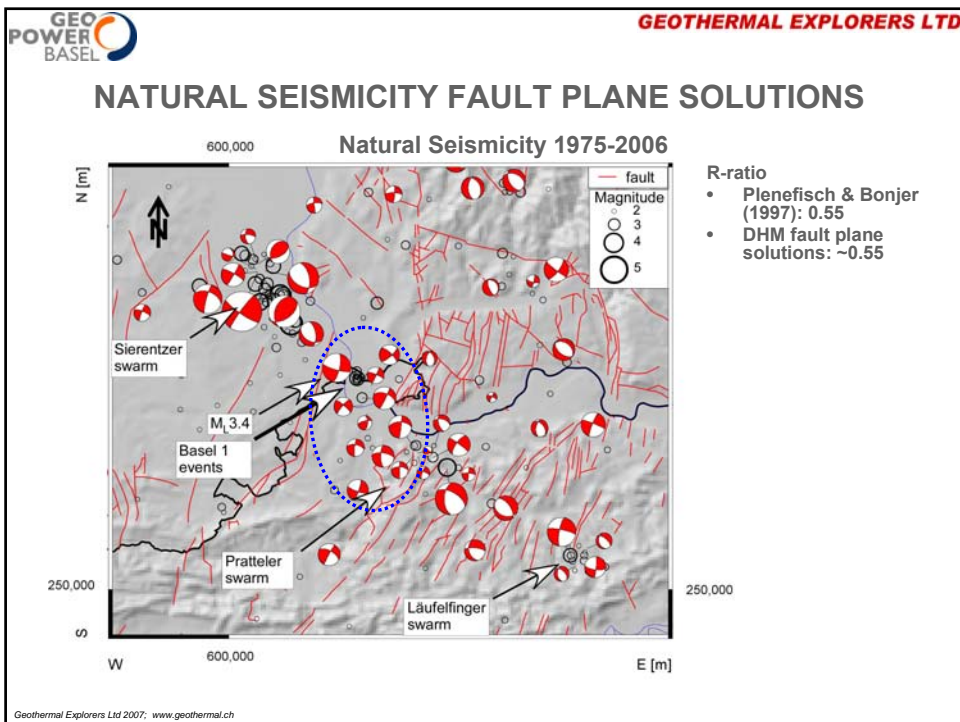 GEO
POWER
BASEL
GEOTHERMAL EXPLORERS LTD
NATURAL SEISMICITY FAULT PLANE SOLUTIONS
Natural Seismicity 1975-2006
600,000
N [m]
N
fault
Magnitude
2
3
4
5
R-ratio
• Plenefisch & Bonjer
(1997): 0.55
• DHM fault plane
solutions: ~0.55
Sierentzer
swarm
ML3.4
Basel 1
events
Pratteler
swarm
Läufelfinger
swarm
250,000
250,000
S
W
600,000
E [m]
Geothermal Explorers Ltd 2007; www.geothermal.ch